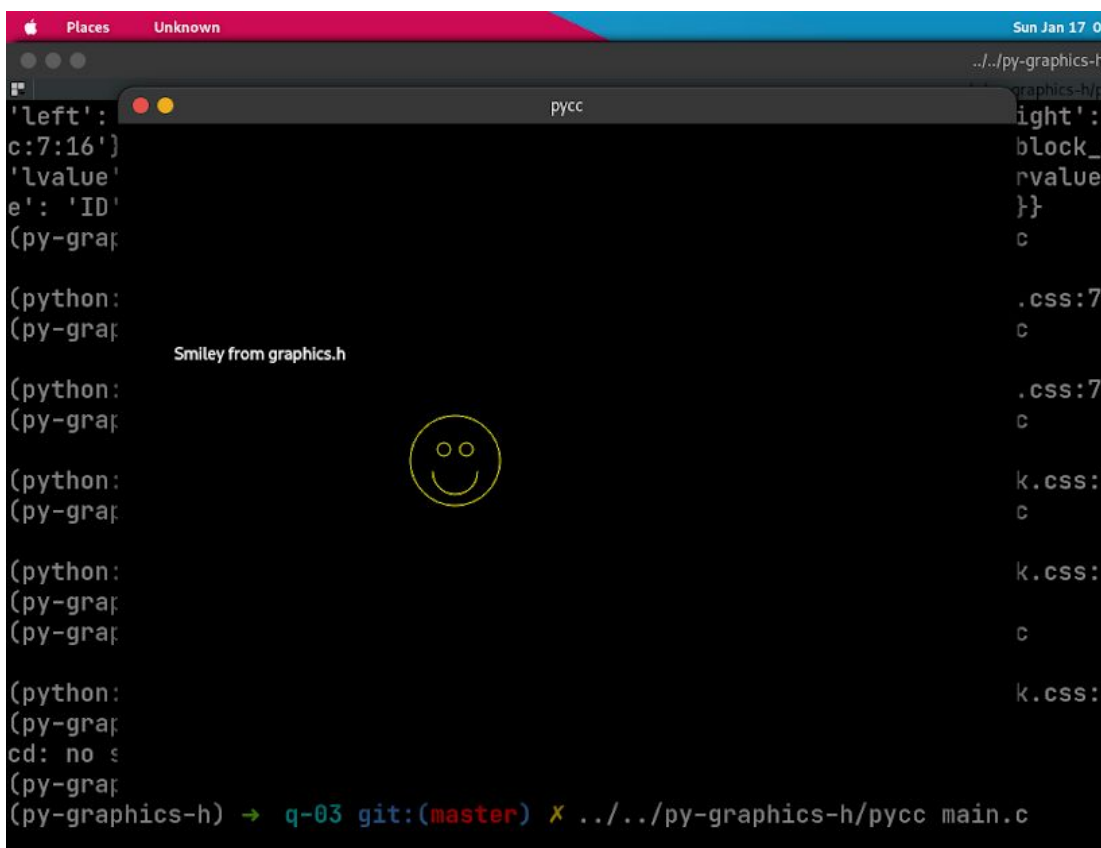 Places Unknown Sun Jan 17 0
../../py-graphics-h
pycc
'left': ight':
c:7:16'} block_
'lvalue' rvalue
e': 'ID' }}
(py-grap c
(python: .css:7
(py-grap c
Smiley from graphics.h
(python: .css:7
(py-grap c
(python: k.css:
(py-grap c
(python: k.css:
(py-grap
(py-grap c
(python: k.css:
(py-grap
cd: no s
(py-grap
(py-graphics-h) → q-03 git:(master) ✗ ../../py-graphics-h/pycc main.c